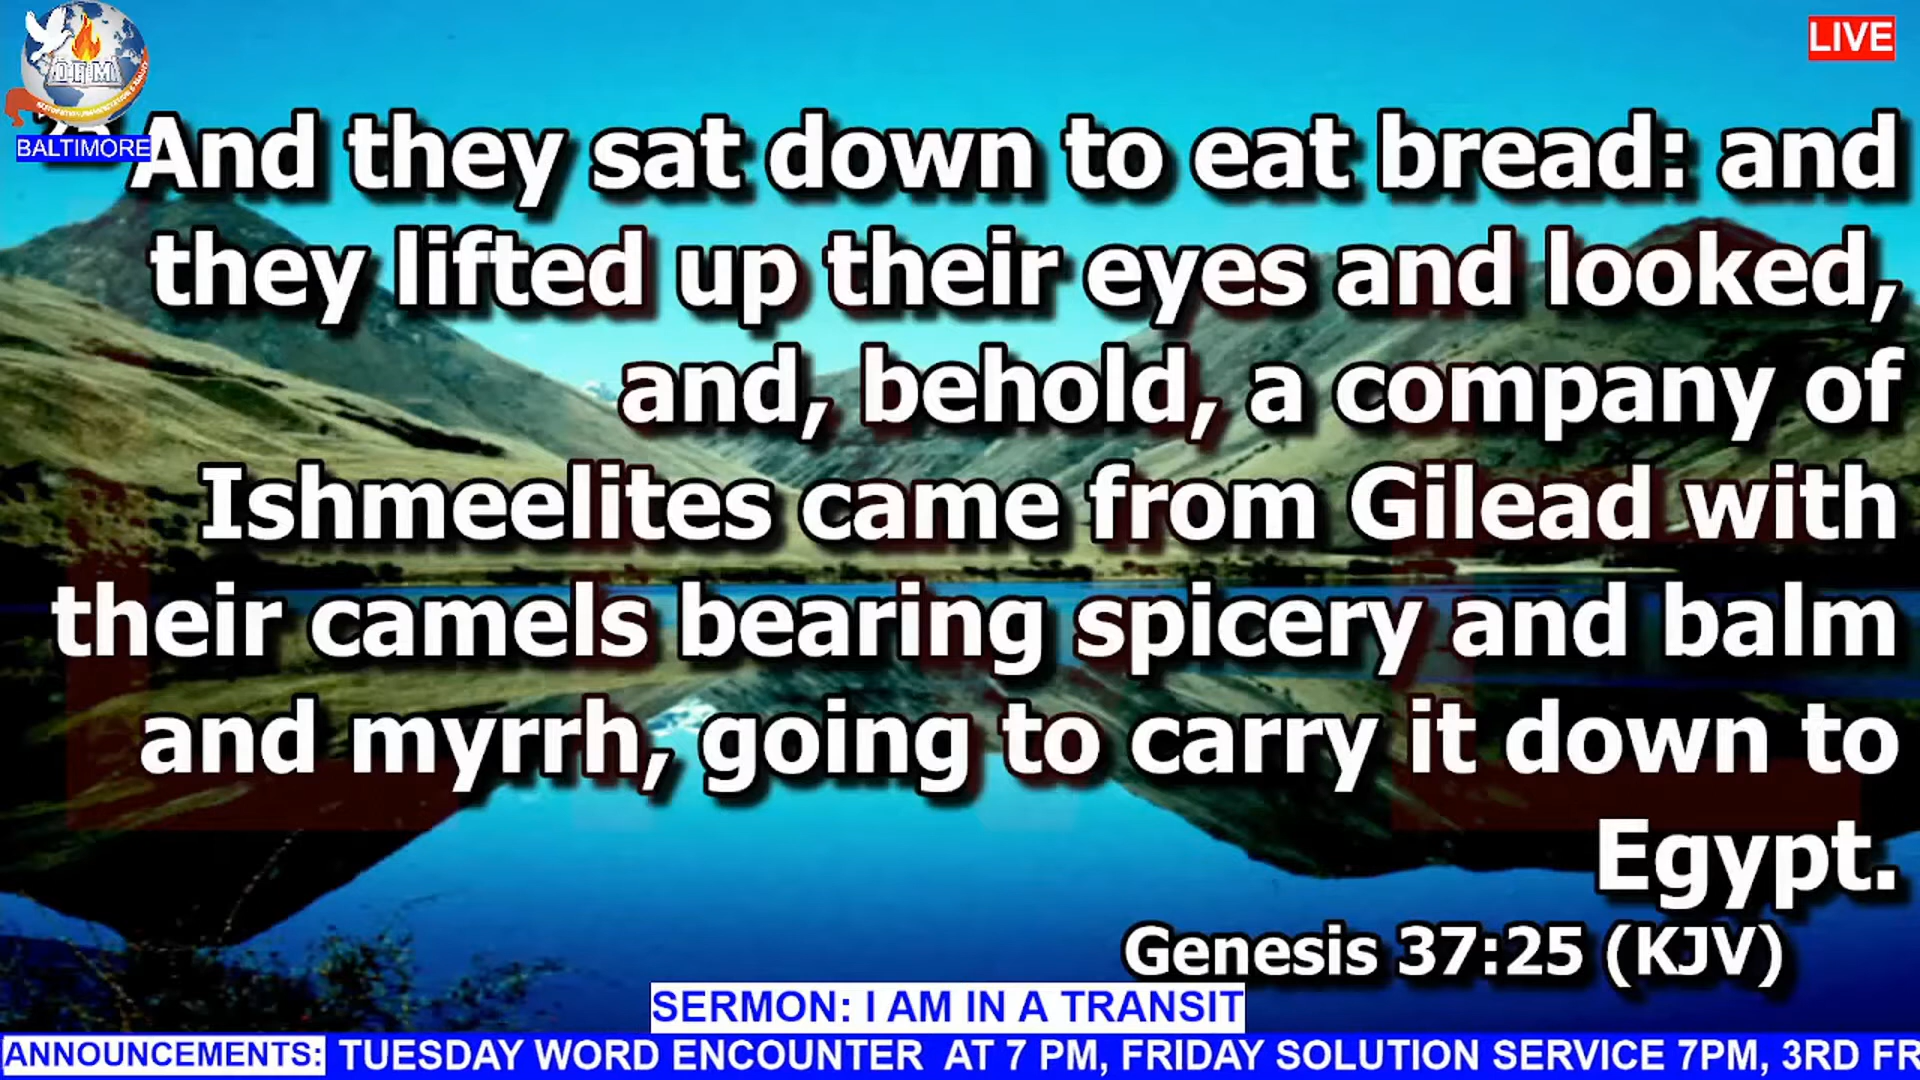 LIVE
BALTIMORE
25 And they sat down to eat bread: and
they lifted up their eyes and looked,
and, behold, a company of
Ishmeelites came from Gilead with
their camels bearing spicery and balm
and myrrh, going to carry it down to
Egypt.
Genesis 37:25 (KJV)
SERMON: I AM IN A TRANSIT
ANNOUNCEMENTS: TUESDAY WORD ENCOUNTER AT 7 PM, FRIDAY SOLUTION SERVICE 7PM, 3RD FR